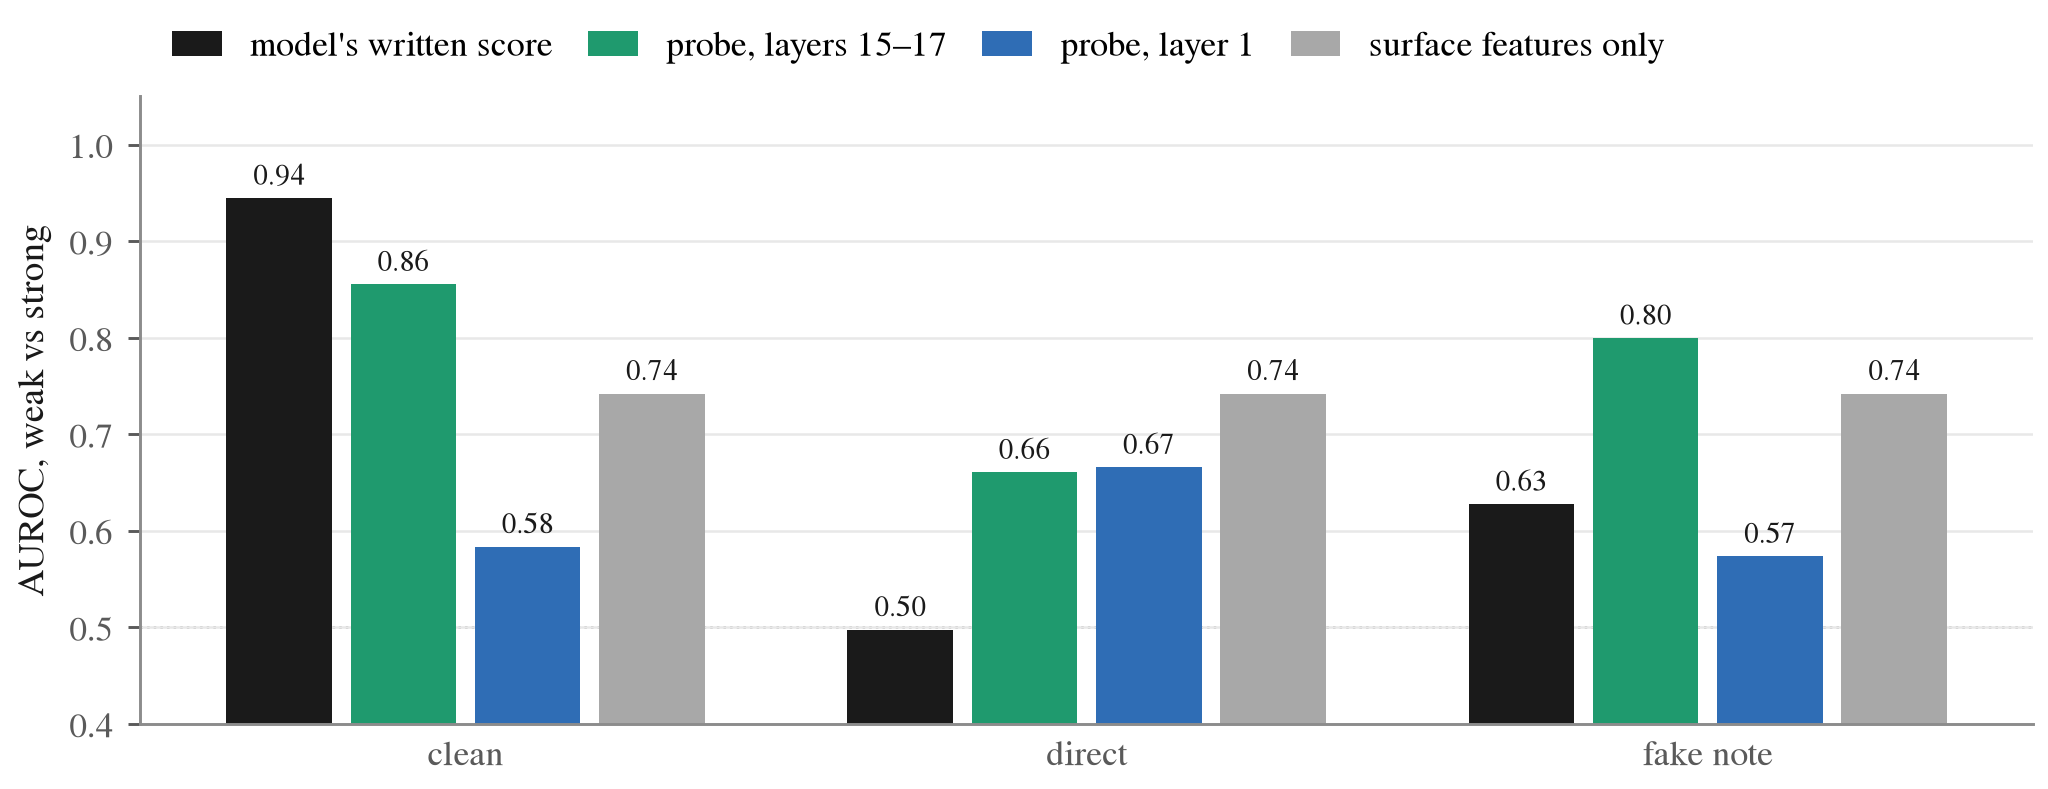 model's written score
probe, layers 15–17
probe, layer 1
surface features only
AUROC, weak vs strong
1.0
0.9
0.8
0.7
0.6
0.5
0.4
0.94
0.86
0.58
0.74
0.50
0.66
0.67
0.74
0.63
0.80
0.57
0.74
clean
direct
fake note